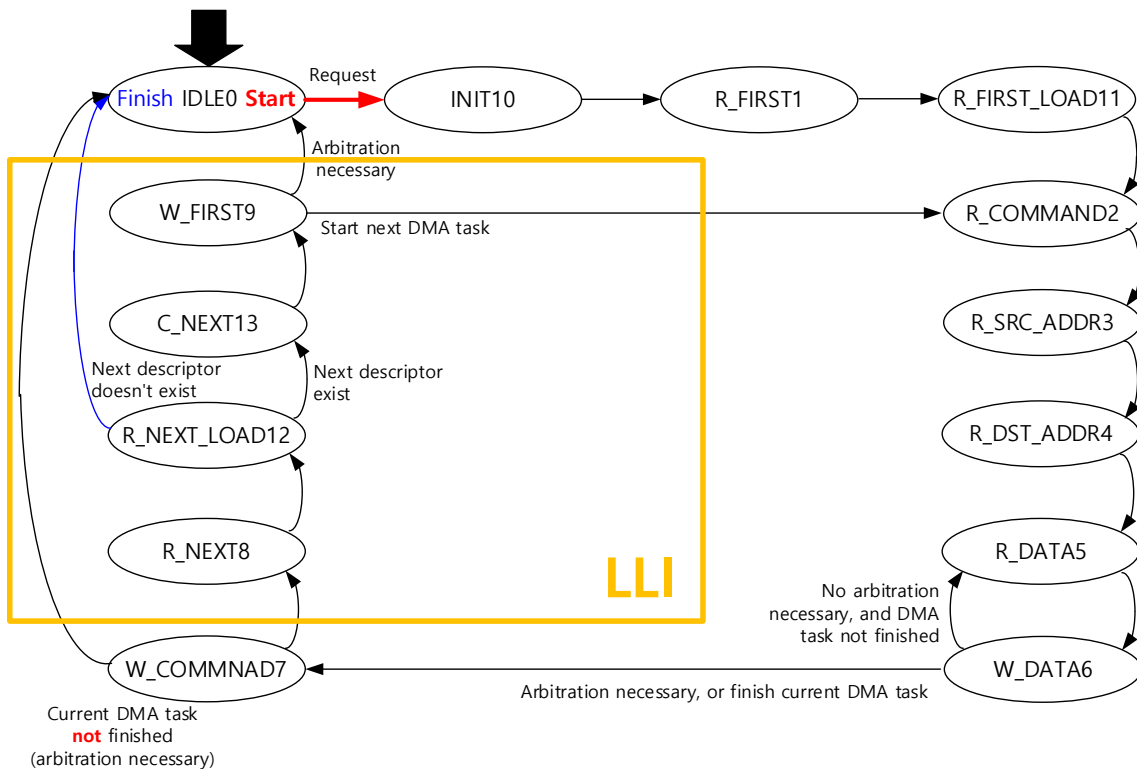 Request
Finish IDLE0 Start
INIT10
R_FIRST1
R_FIRST_LOAD11
Arbitration
necessary
W_FIRST9
Start next DMA task
R_COMMAND2
C_NEXT13
R_SRC_ADDR3
Next descriptor
doesn't exist
Next descriptor
exist
R_NEXT_LOAD12
R_DST_ADDR4
R_NEXT8
LLI
R_DATA5
No arbitration
necessary, and DMA
task not finished
W_COMMNAD7
Arbitration necessary, or finish current DMA task
W_DATA6
Current DMA task
not finished
(arbitration necessary)